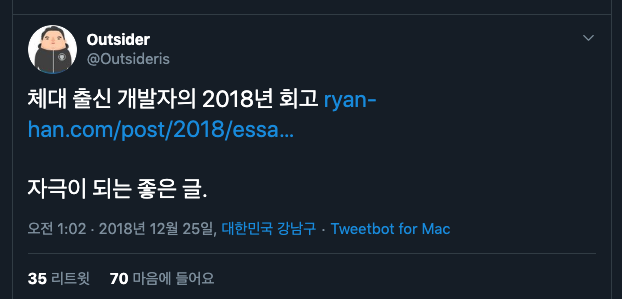 Outsider
@Outsideris
체대 출신 개발자의 2018년 회고 ryan-
han.com/post/2018/essa…
자극이 되는 좋은 글.
오전 1:02 · 2018년 12월 25일, 대한민국 강남구 · Tweetbot for Mac
35 리트윗 70 마음에 들어요